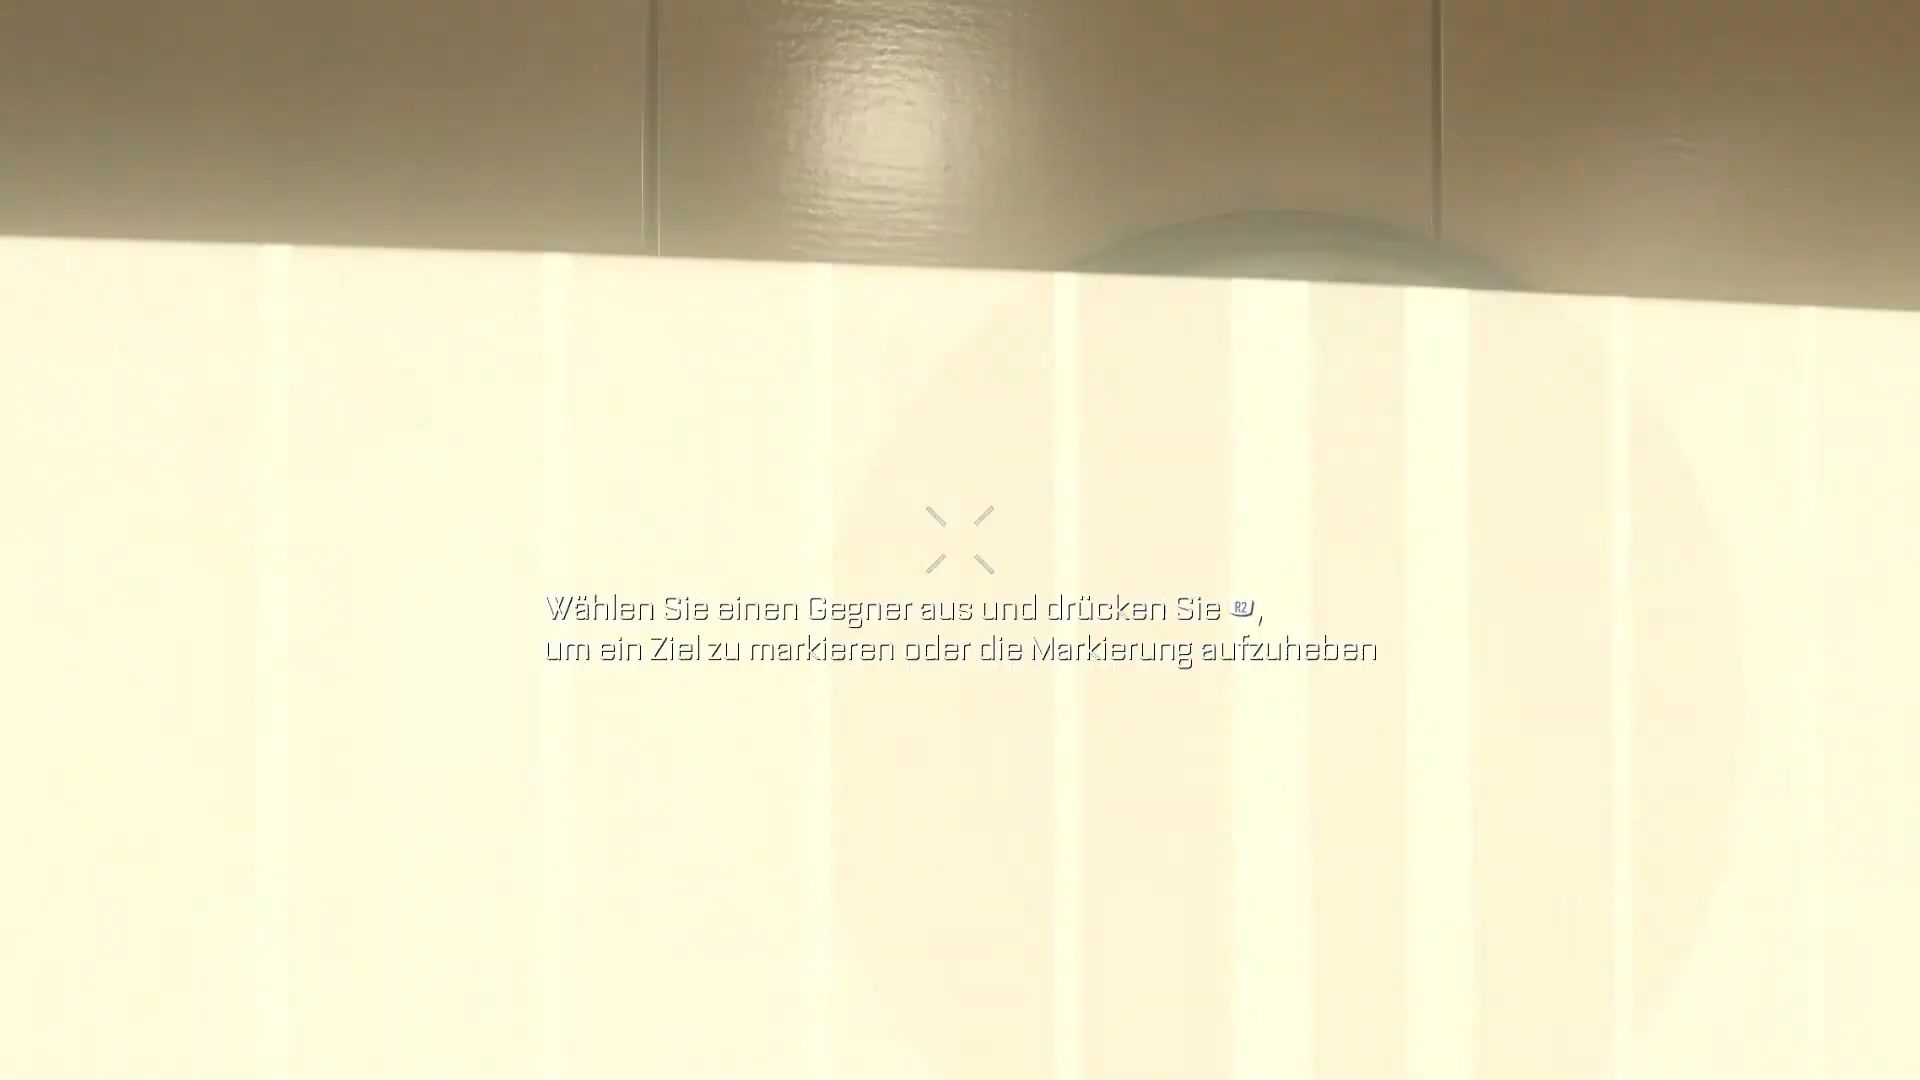 Wählen Sie einen Gegner aus und drücken Sie R2,
um ein Ziel zu markieren oder die Markierung aufzuheben